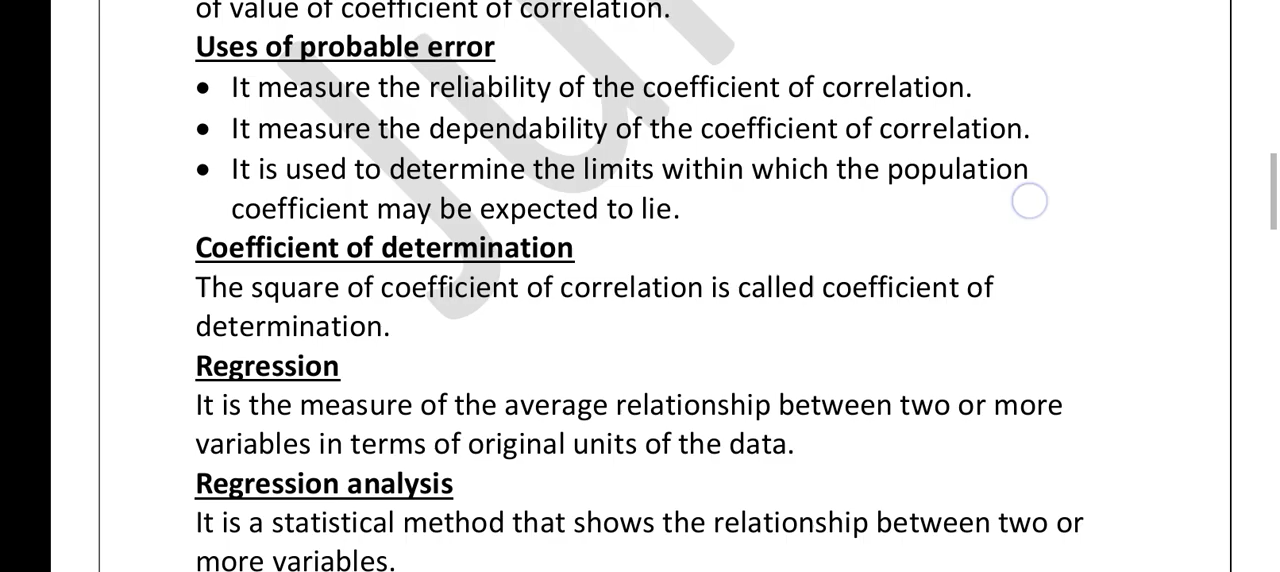 of value of coefficient of correlation.
Uses of probable error
• It measure the reliability of the coefficient of correlation.
• It measure the dependability of the coefficient of correlation.
• It is used to determine the limits within which the population
coefficient may be expected to lie.
Coefficient of determination
The square of coefficient of correlation is called coefficient of
determination.
Regression
It is the measure of the average relationship between two or more
variables in terms of original units of the data.
Regression analysis
It is a statistical method that shows the relationship between two or
more variables.